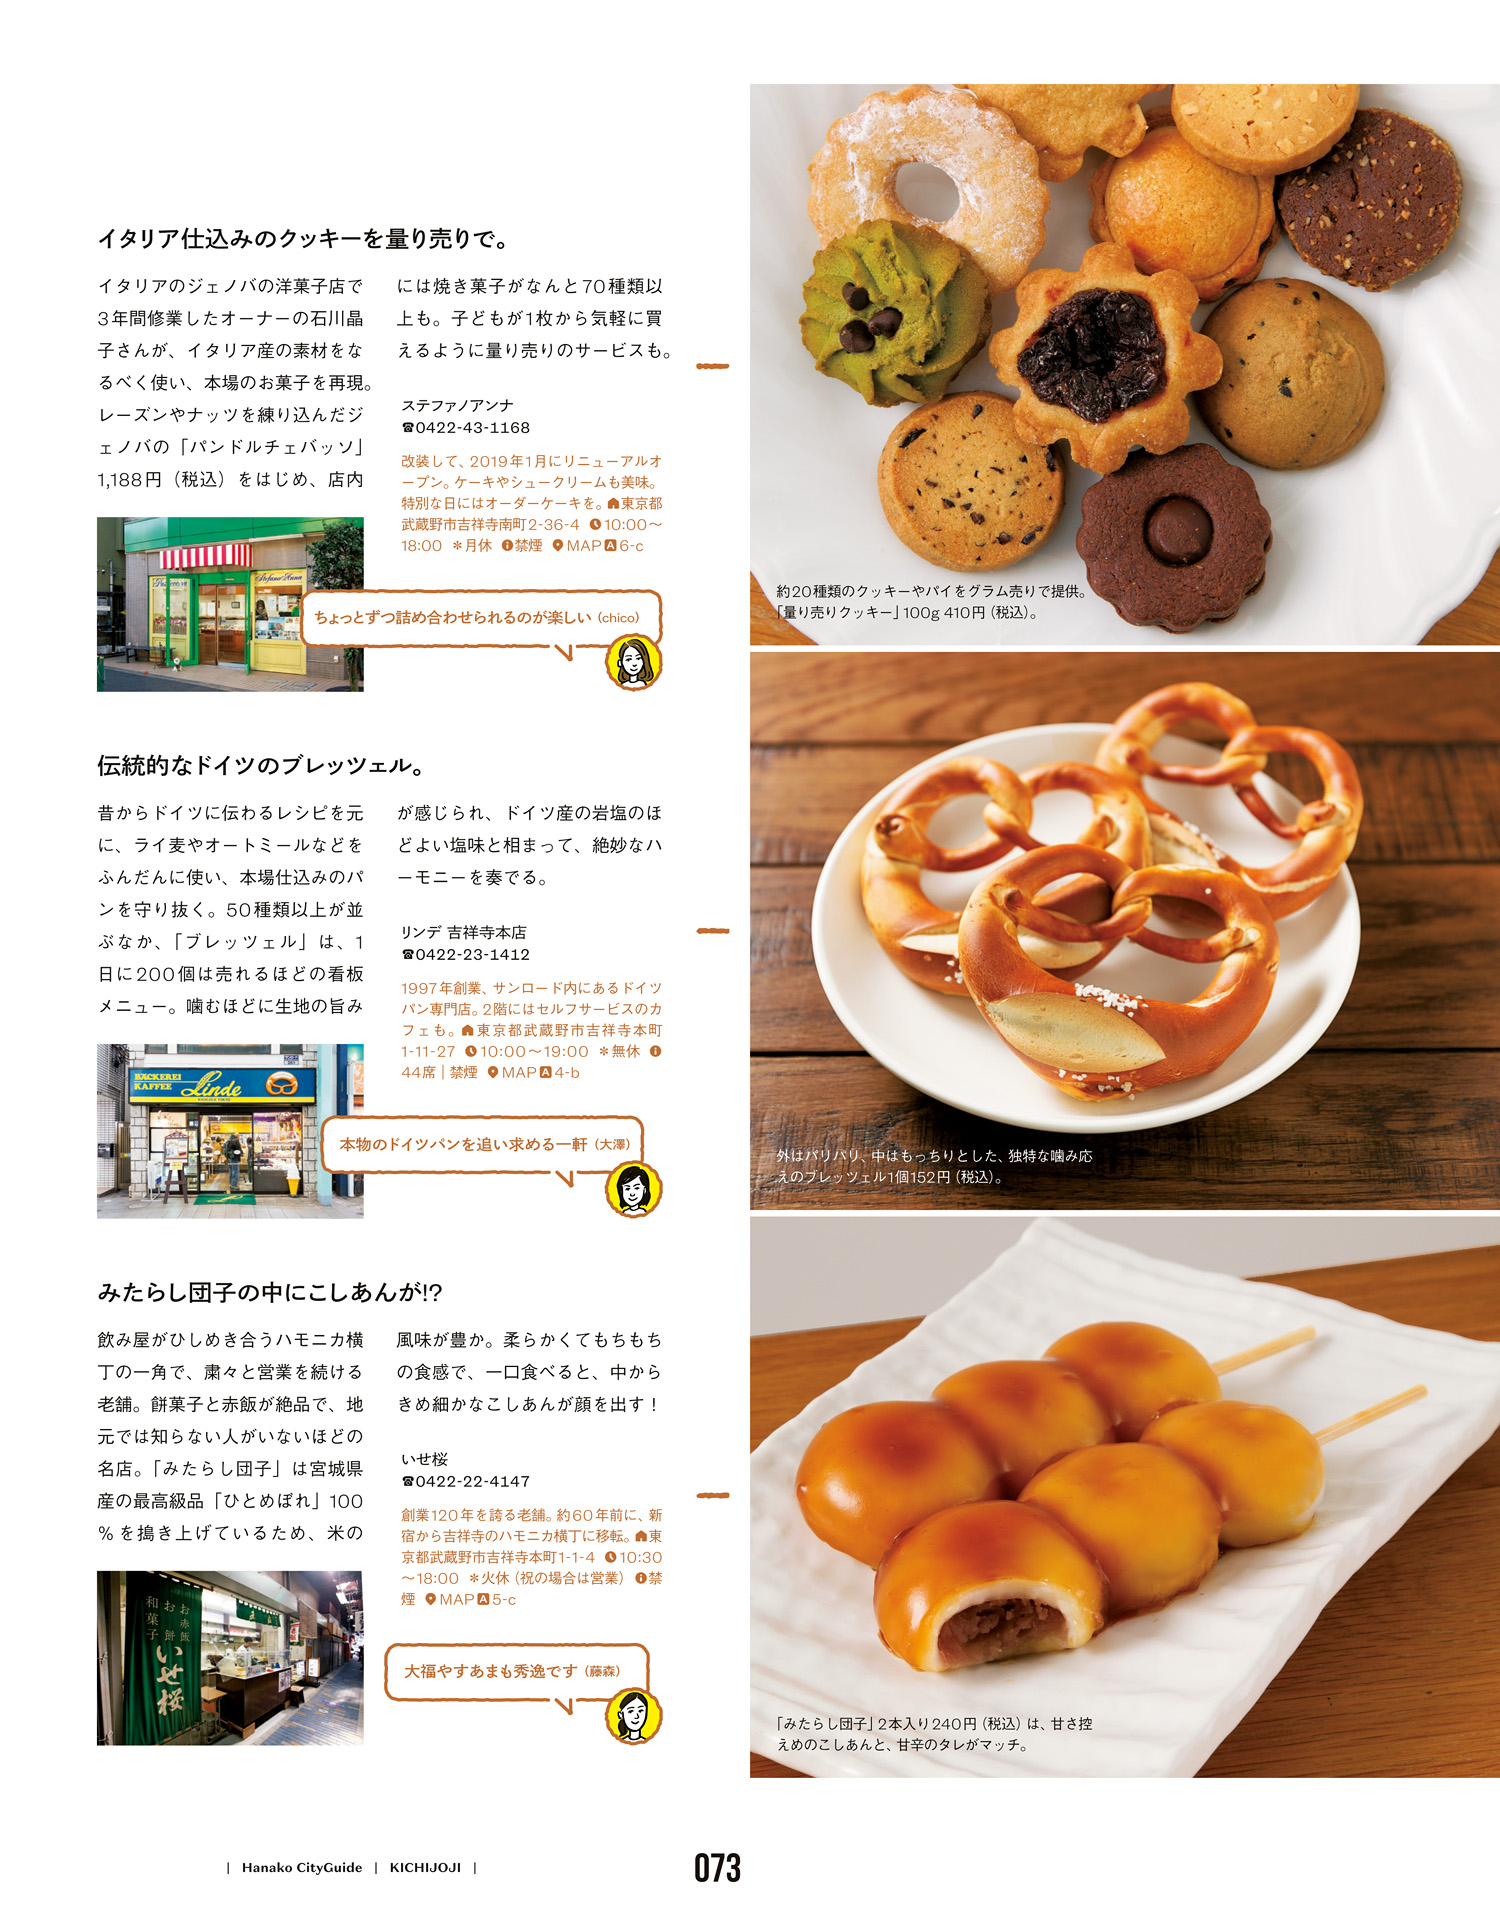 イタリア仕込みのクッキーを量り売りで。
イタリアのジェノバの洋菓子店で
3年間修業したオーナーの石川晶
子さんが、イタリア産の素材をな
るべく使い、本場のお菓子を再現。
レーズンやナッツを練り込んだジ
ェノバの「パンドルチェバッソ」
1,188円（税込）をはじめ、店内
には焼き菓子がなんと70種類以
上も。子どもが1枚から気軽に買
えるように量り売りのサービスも。
ステファノアンナ
☎0422-43-1168
改装して、2019年1月にリニューアルオ
ープン。ケーキやシュークリームも美味。
特別な日にはオーダーケーキを。東京都
武蔵野市吉祥寺南町2-36-4 10:00〜
18:00 ＊月休 禁煙 MAP A 6-c
Stefano Anna
ちょっとずつ詰め合わせられるのが楽しい（chico）
約20種類のクッキーやパイをグラム売りで提供。
「量り売りクッキー」100g 410円（税込）。
伝統的なドイツのブレッツェル。
昔からドイツに伝わるレシピを元
に、ライ麦やオートミールなどを
ふんだんに使い、本場仕込みのパ
ンを守り抜く。50種類以上が並
ぶなか、「ブレッツェル」は、1
日に200個は売れるほどの看板
メニュー。噛むほどに生地の旨み
が感じられ、ドイツ産の岩塩のほ
どよい塩味と相まって、絶妙なハ
ーモニーを奏でる。
リンデ 吉祥寺本店
☎0422-23-1412
1997年創業、サンロード内にあるドイツ
パン専門店。2階にはセルフサービスのカ
フェも。東京都武蔵野市吉祥寺本町
1-11-27 10:00〜19:00 ＊無休
44席｜禁煙 MAP A 4-b
BÄCKEREI
KAFFEE
Linde
本物のドイツパンを追い求める一軒（大澤）
外はパリパリ、中はもっちりとした、独特な噛み応
えのブレッツェル1個152円（税込）。
みたらし団子の中にこしあんが!?
飲み屋がひしめき合うハモニカ横
丁の一角で、粛々と営業を続ける
老舗。餅菓子と赤飯が絶品で、地
元では知らない人がいないほどの
名店。「みたらし団子」は宮城県
産の最高級品「ひとめぼれ」100
％を搗き上げているため、米の
風味が豊か。柔らかくてもちもち
の食感で、一口食べると、中から
きめ細かなこしあんが顔を出す！
いせ桜
☎0422-22-4147
創業120年を誇る老舗。約60年前に、新
宿から吉祥寺のハモニカ横丁に移転。東
京都武蔵野市吉祥寺本町1-1-4 10:30
〜18:00 ＊火休（祝の場合は営業） 禁
煙 MAP A 5-c
お赤飯
お餅
和菓子
いせ桜
大福やすあまも秀逸です（藤森）
「みたらし団子」2本入り240円（税込）は、甘さ控
えめのこしあんと、甘辛のタレがマッチ。
| Hanako CityGuide | KICHIJOJI |
073